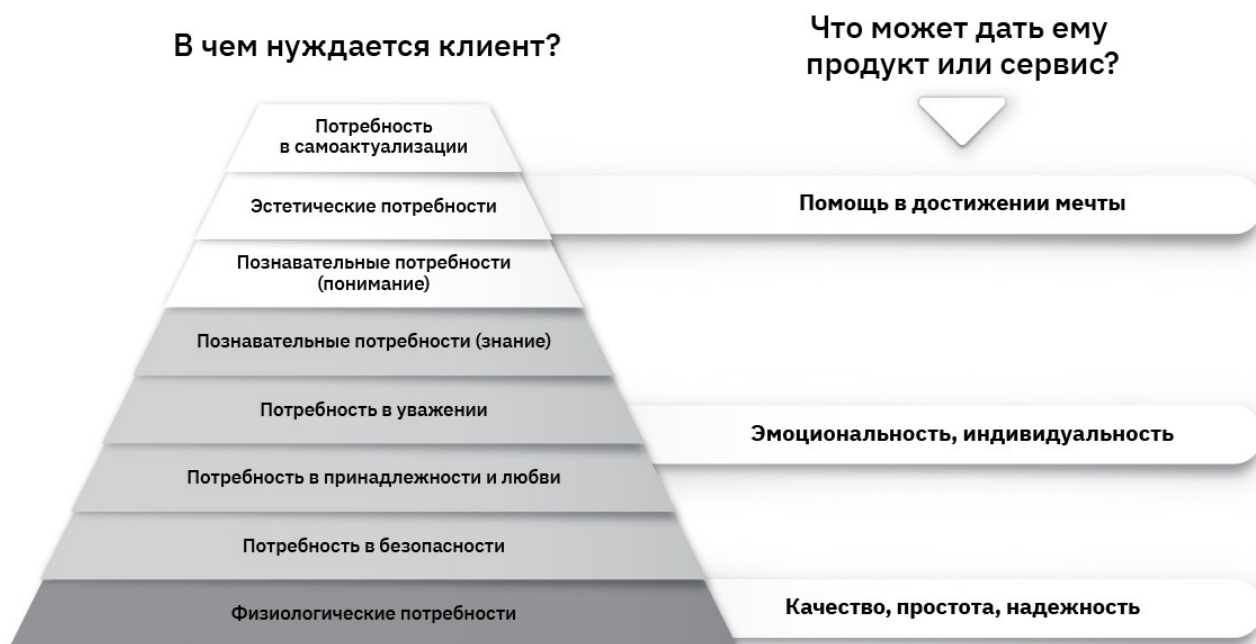 В чем нуждается клиент?
Что может дать ему
продукт или сервис?
Потребность
в самоактуализации
Эстетические потребности
Помощь в достижении мечты
Познавательные потребности
(понимание)
Познавательные потребности (знание)
Потребность в уважении
Эмоциональность, индивидуальность
Потребность в принадлежности и любви
Потребность в безопасности
Физиологические потребности
Качество, простота, надежность